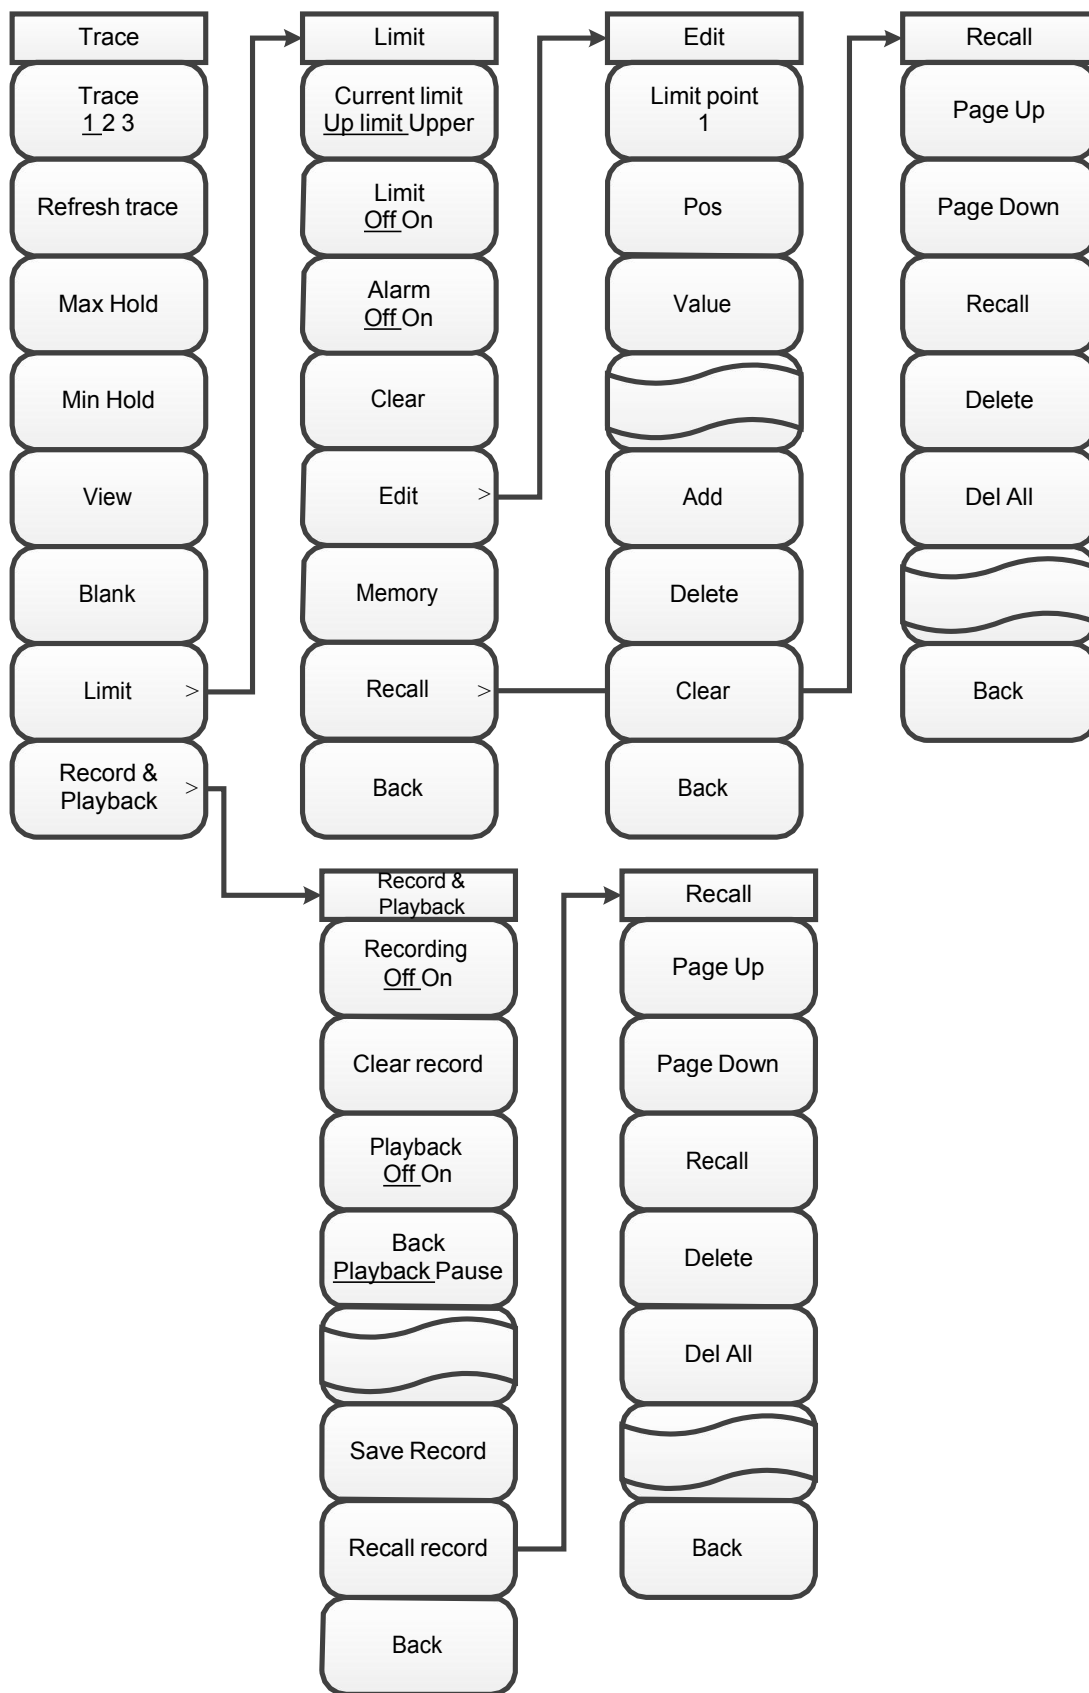 Trace
Trace
1 2 3
Refresh trace
Max Hold
Min Hold
View
Blank
Limit >
Record &
Playback >
Limit
Current limit
Up limit Upper
Limit
Off On
Alarm
Off On
Clear
Edit >
Memory
Recall >
Back
Edit
Limit point
1
Pos
Value
Add
Delete
Clear
Back
Recall
Page Up
Page Down
Recall
Delete
Del All
Back
Record &
Playback
Recording
Off On
Clear record
Playback
Off On
Back
Playback Pause
Save Record
Recall record
Back
Recall
Page Up
Page Down
Recall
Delete
Del All
Back